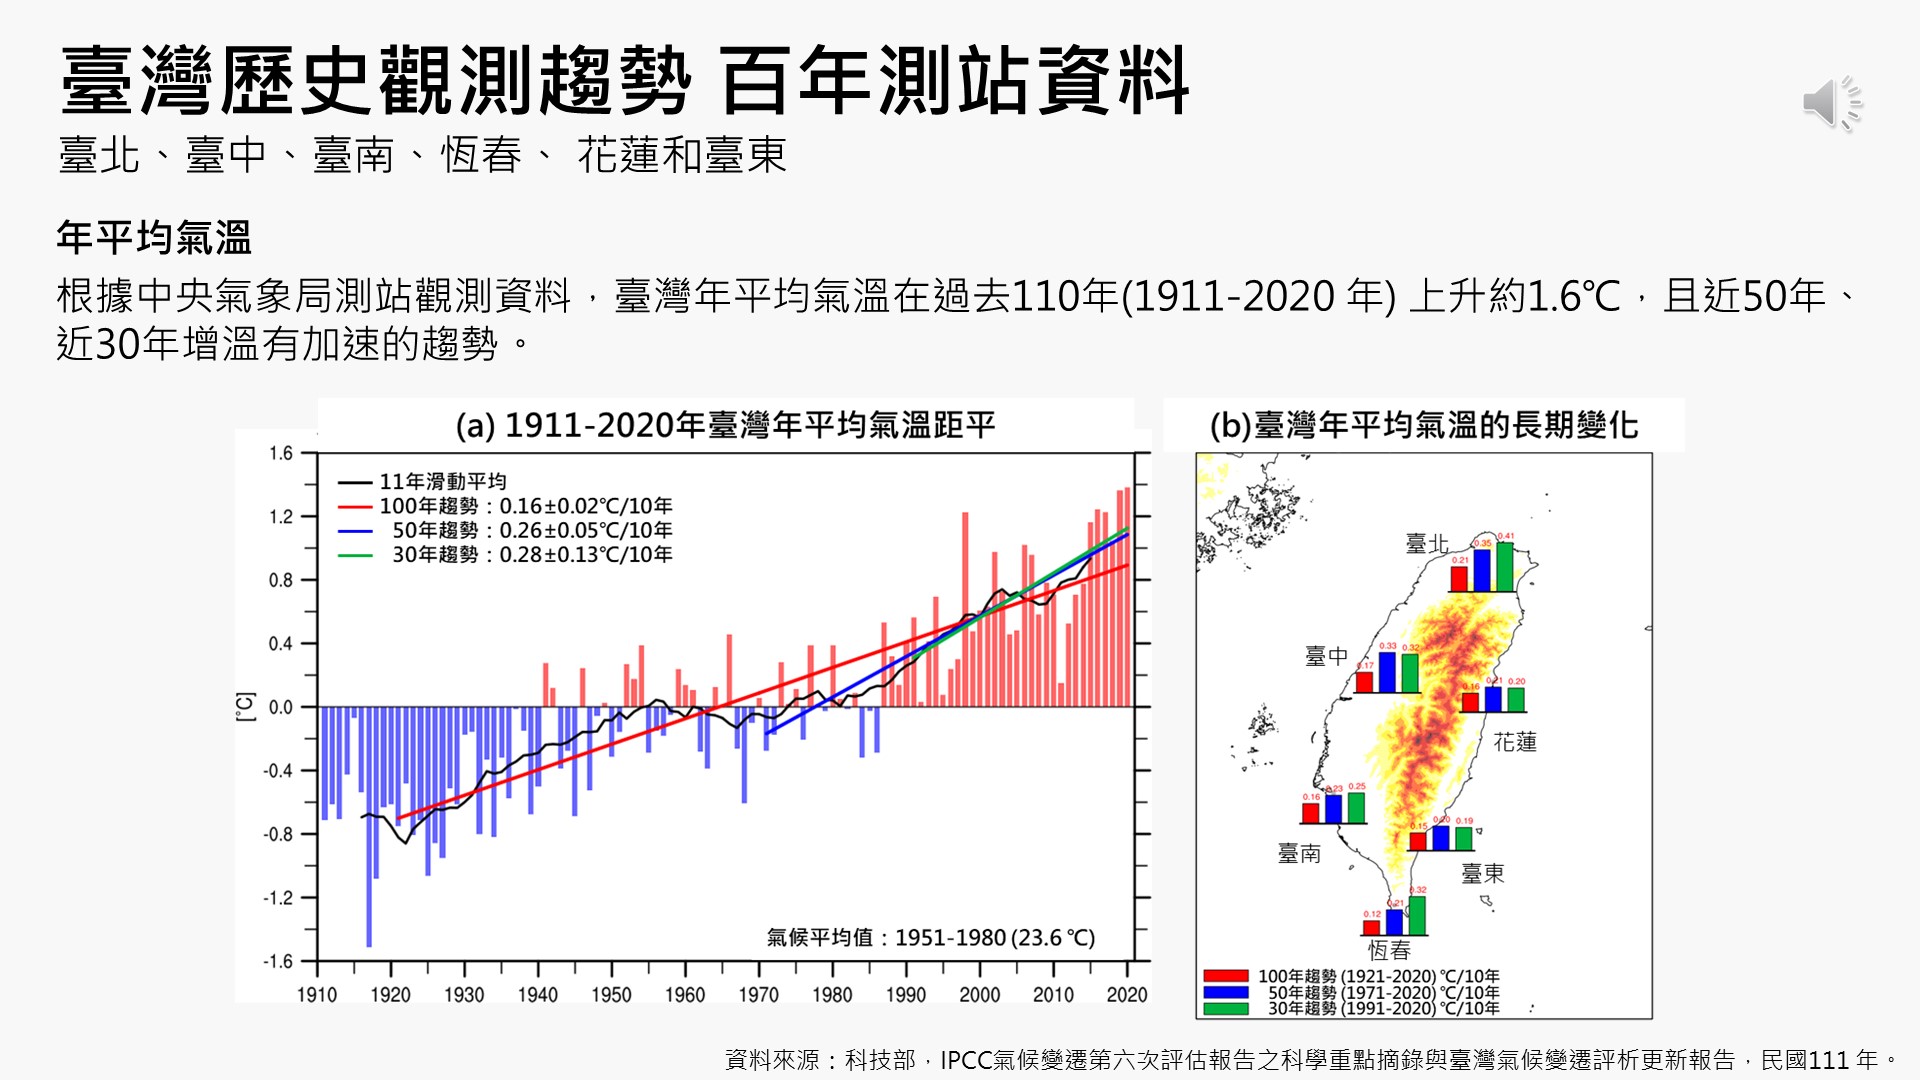 臺灣歷史觀測趨勢 百年測站資料
臺北、臺中、臺南、恆春、 花蓮和臺東
年平均氣溫
根據中央氣象局測站觀測資料，臺灣年平均氣溫在過去110年(1911-2020 年) 上升約1.6℃，且近50年、
近30年增溫有加速的趨勢。
(a) 1911-2020年臺灣年平均氣溫距平
11年滑動平均
100年趨勢：0.16±0.02℃/10年
50年趨勢：0.26±0.05℃/10年
30年趨勢：0.28±0.13℃/10年
[°C]
1.6
1.2
0.8
0.4
0.0
-0.4
-0.8
-1.2
-1.6
氣候平均值：1951-1980 (23.6 ℃)
1910 1920 1930 1940 1950 1960 1970 1980 1990 2000 2010 2020
(b)臺灣年平均氣溫的長期變化
臺北
0.21 0.35 0.41
臺中
0.17 0.33 0.32
0.16 0.21 0.20
花蓮
0.16 0.23 0.25
臺南
0.15 0.20 0.19
臺東
0.12 0.21 0.32
恆春
100年趨勢 (1921-2020) ℃/10年
50年趨勢 (1971-2020) ℃/10年
30年趨勢 (1991-2020) ℃/10年
資料來源：科技部，IPCC氣候變遷第六次評估報告之科學重點摘錄與臺灣氣候變遷評析更新報告，民國111 年。